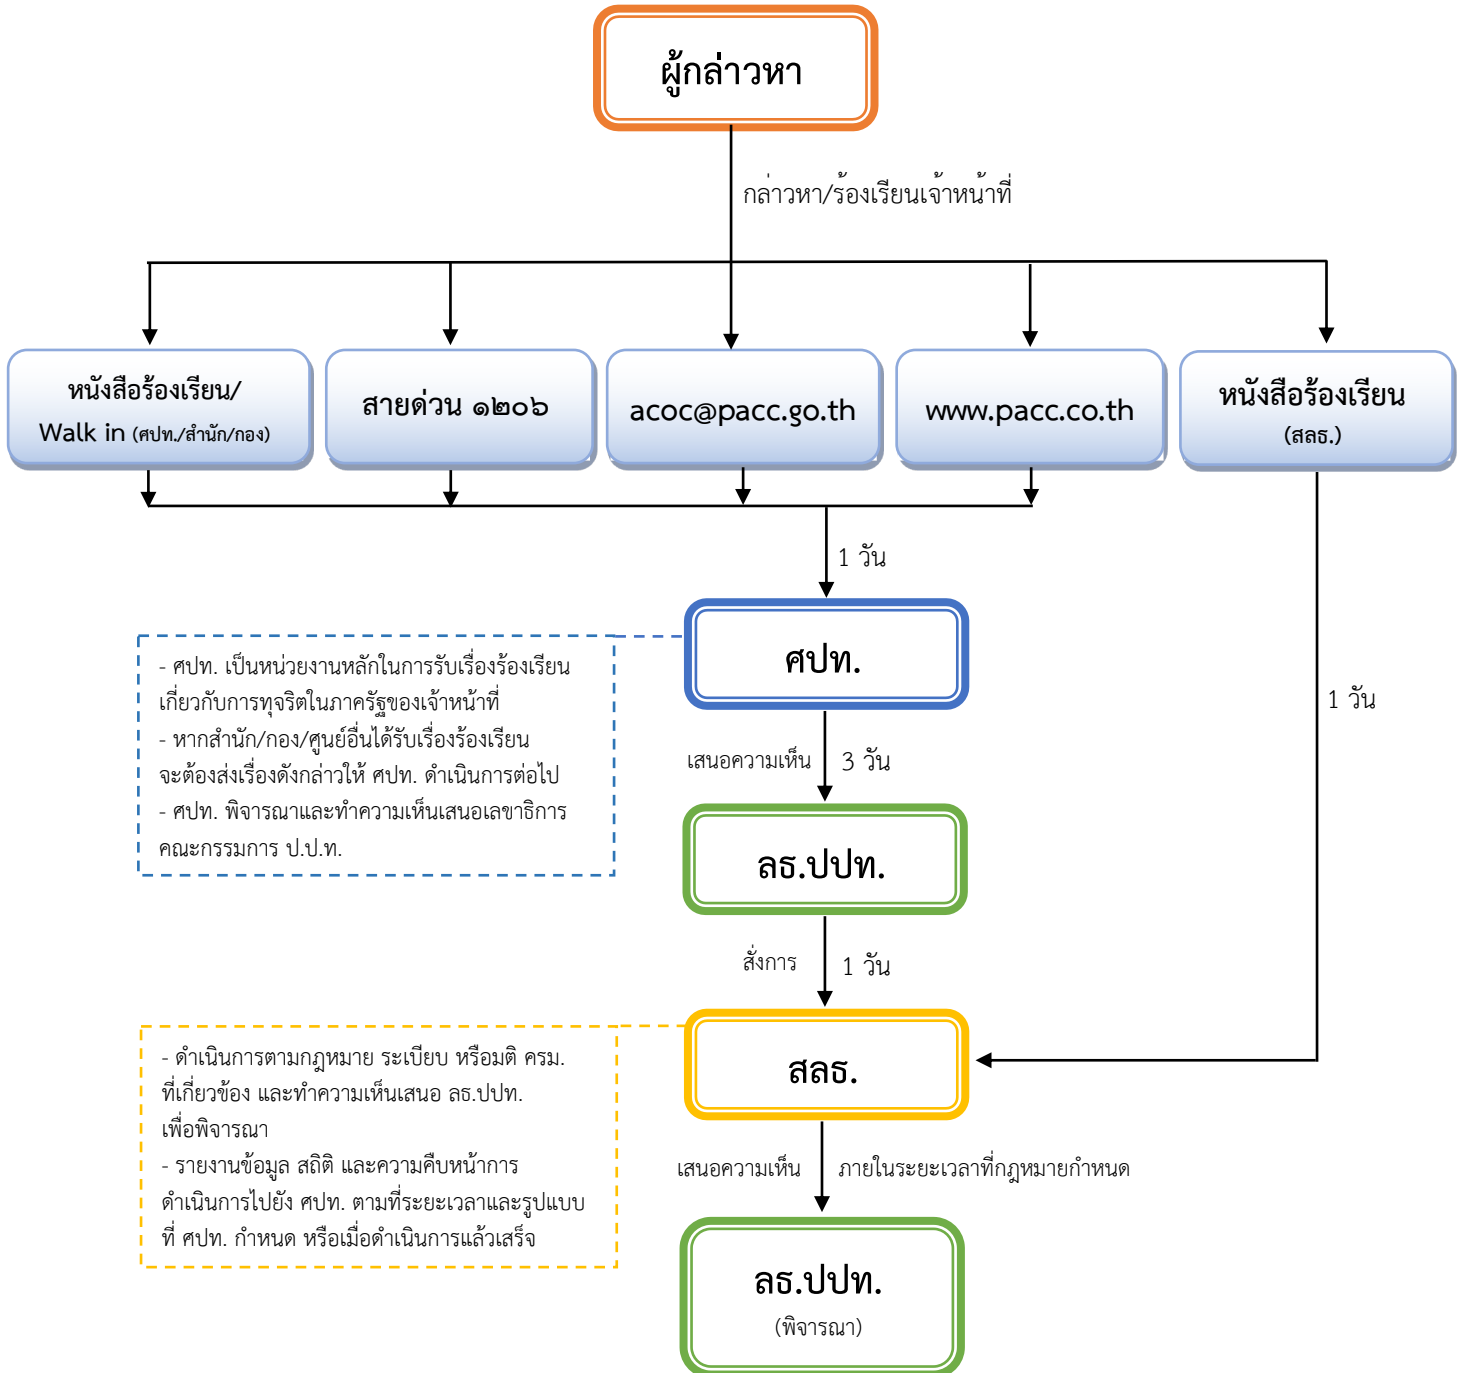 ผู้กล่าวหา
กล่าวหา/ร้องเรียนเจ้าหน้าที่
หนังสือร้องเรียน/
Walk in (ศปท./สำนัก/กอง)
สายด่วน ๑๒๐๖
acoc@pacc.go.th
www.pacc.co.th
หนังสือร้องเรียน
(สลธ.)
1 วัน
ศปท.
- ศปท. เป็นหน่วยงานหลักในการรับเรื่องร้องเรียน
เกี่ยวกับการทุจริตในภาครัฐของเจ้าหน้าที่
- หากสำนัก/กอง/ศูนย์อื่นได้รับเรื่องร้องเรียน
จะต้องส่งเรื่องดังกล่าวให้ ศปท. ดำเนินการต่อไป
- ศปท. พิจารณาและทำความเห็นเสนอเลขาธิการ
คณะกรรมการ ป.ป.ท.
1 วัน
เสนอความเห็น 3 วัน
ลธ.ปปท.
สั่งการ 1 วัน
สลธ.
- ดำเนินการตามกฎหมาย ระเบียบ หรือมติ ครม.
ที่เกี่ยวข้อง และทำความเห็นเสนอ ลธ.ปปท.
เพื่อพิจารณา
- รายงานข้อมูล สถิติ และความคืบหน้าการ
ดำเนินการไปยัง ศปท. ตามที่ระยะเวลาและรูปแบบ
ที่ ศปท. กำหนด หรือเมื่อดำเนินการแล้วเสร็จ
เสนอความเห็น ภายในระยะเวลาที่กฎหมายกำหนด
ลธ.ปปท.
(พิจารณา)